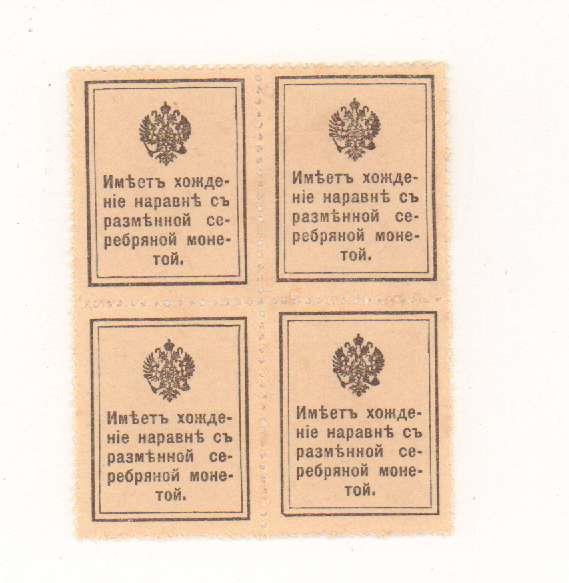 Имѣетъ хожде-
ніе наравнѣ съ
размѣнной се-
ребряной моне-
той.
Имѣетъ хожде-
ніе наравнѣ съ
размѣнной се-
ребряной моне-
той.
Имѣетъ хожде-
ніе наравнѣ съ
размѣнной се-
ребряной моне-
той.
Имѣетъ хожде-
ніе наравнѣ съ
размѣнной се-
ребряной моне-
той.